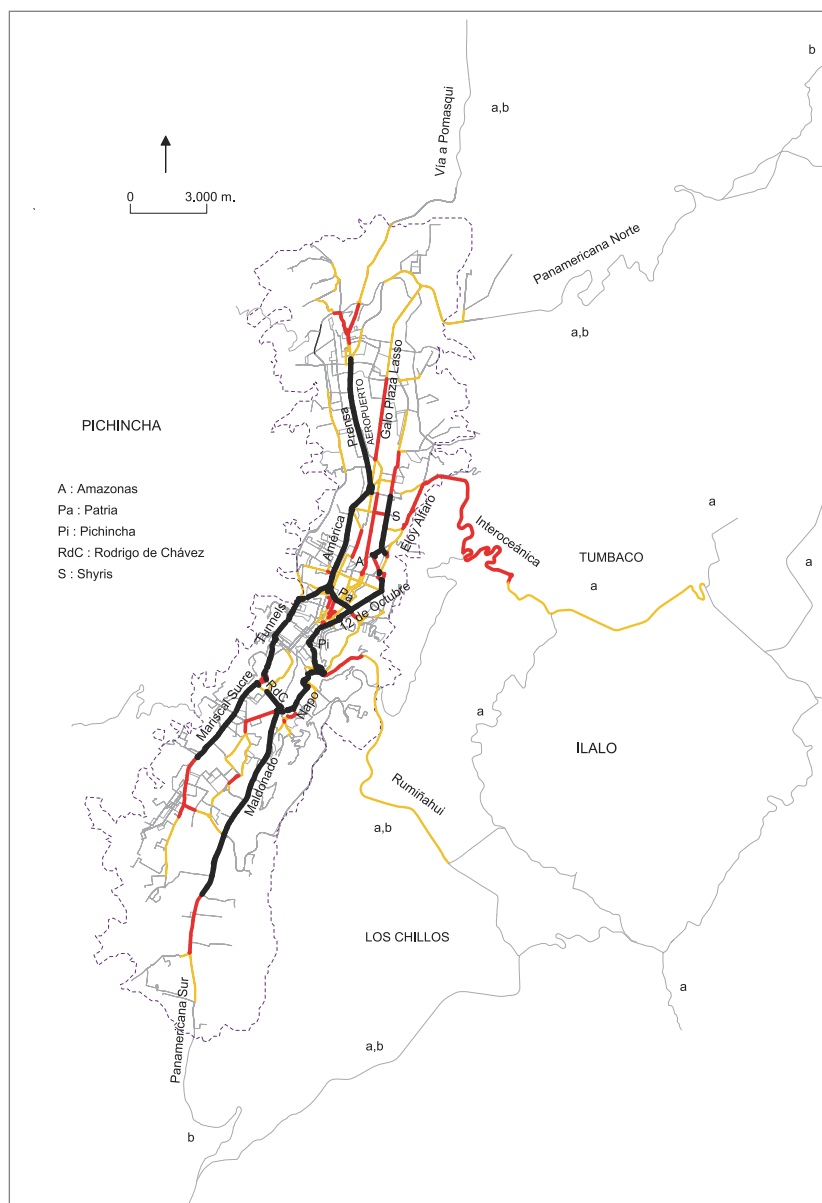 b
a,b
Vía a Pomasqui
0 3.000 m.
Panamericana Norte
a,b
Galo Plaza Lasso
AEROPUERTO
Prensa
PICHINCHA
A : Amazonas
Pa : Patria
Pi : Pichincha
RdC : Rodrigo de Chávez
S : Shyris
S
Eloy Alfaro
Interoceánica
a
TUMBACO
a
a
América
A
Pa
12 de Octubre
Tunnels
Pi
Mariscal Sucre
RdC
Napo
a
ILALO
Maldonado
Rumiñahui
a,b
LOS CHILLOS
a
Panamericana Sur
a,b
b